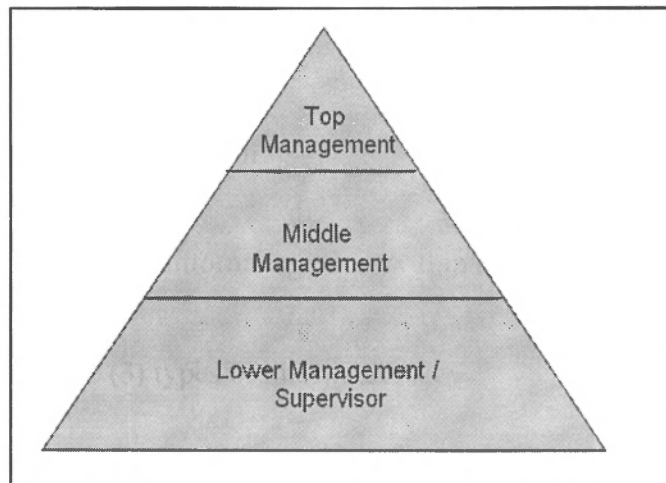 Top
Management
Middle
Management
Lower Management /
Supervisor